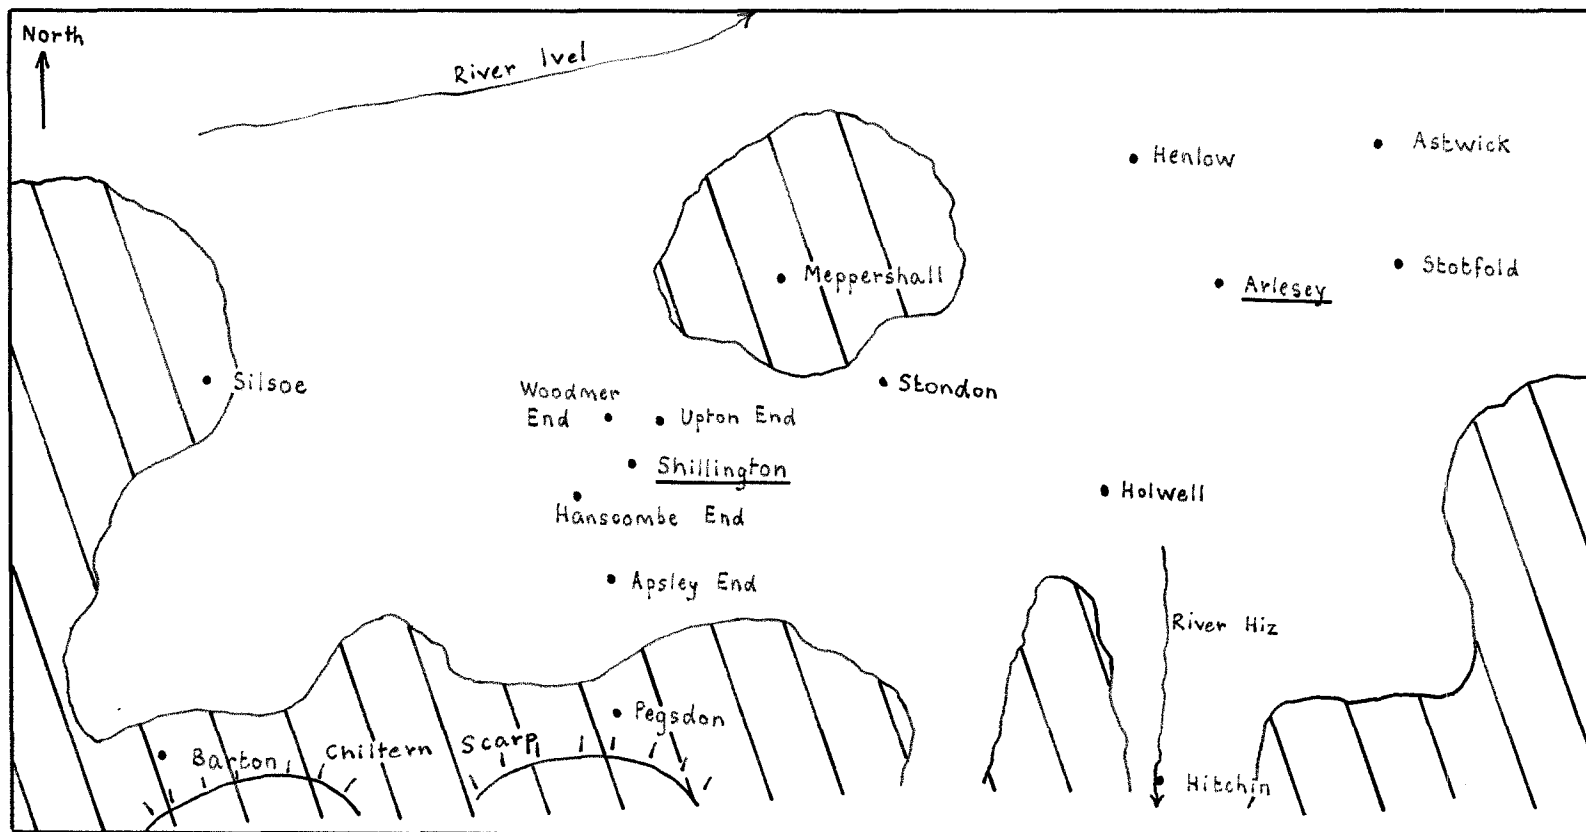 North
River Ivel
Henlow
Astwick
Meppershall
Arlesey
Stotfold
Silsoe
Woodmer
End
Upton End
Stondon
Shillington
Hanscombe End
Holwell
Apsley End
River Hiz
Pegsdon
Barton
Chiltern
Scarp
Hitchin